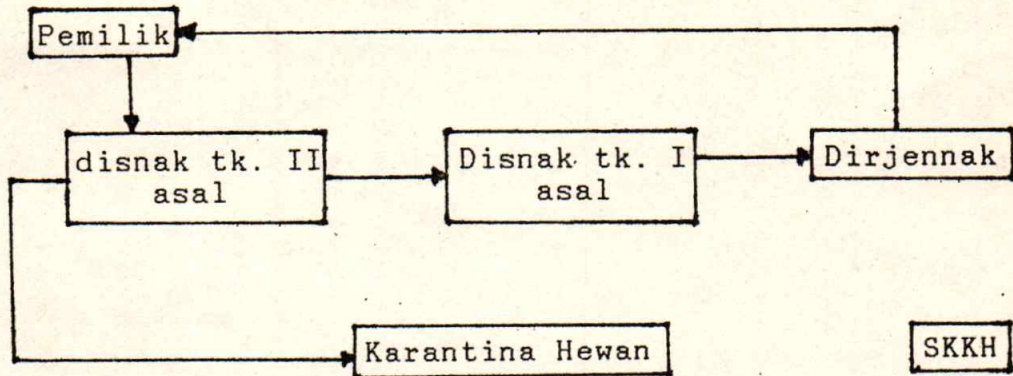 Pemilik
disnak tk. II
asal
Disnak tk. I
asal
Dirjennak
Karantina Hewan
SKKH